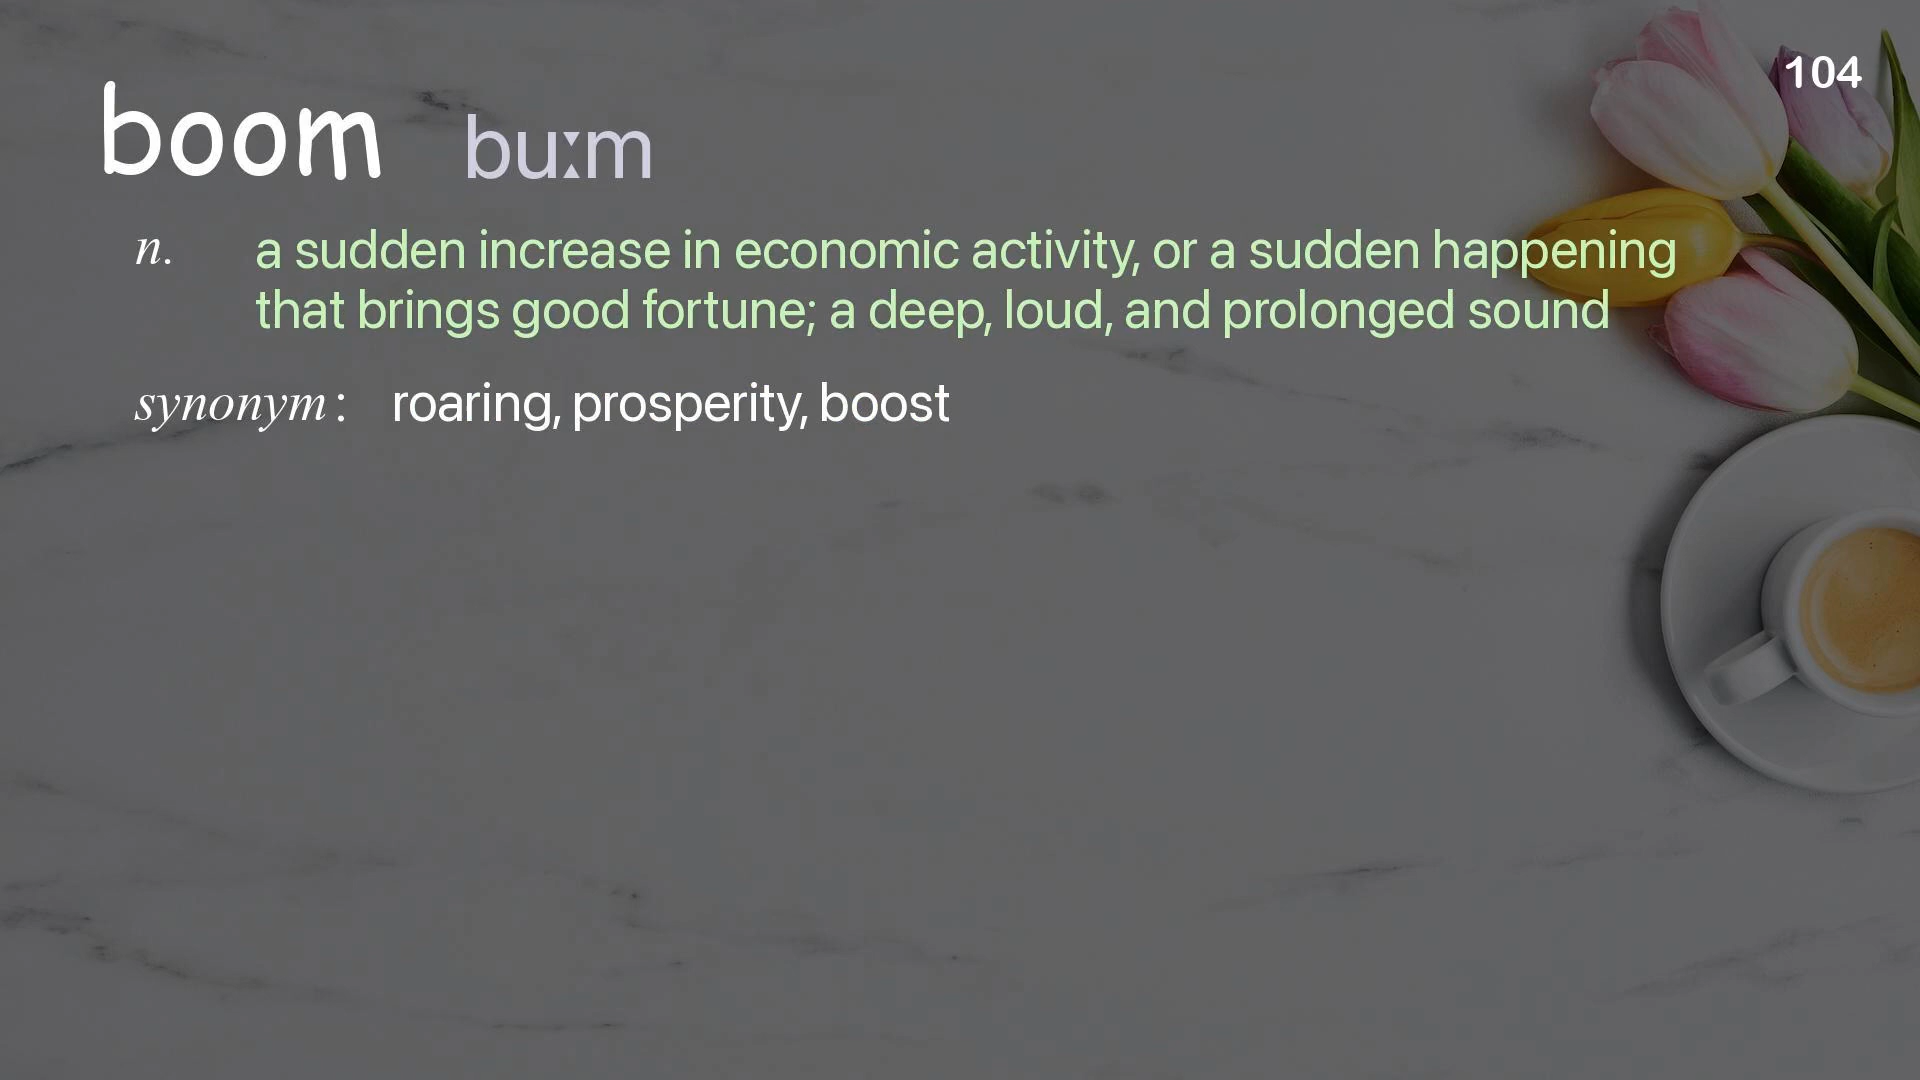 104
boom buːm
n. a sudden increase in economic activity, or a sudden happening
that brings good fortune; a deep, loud, and prolonged sound
synonym : roaring, prosperity, boost